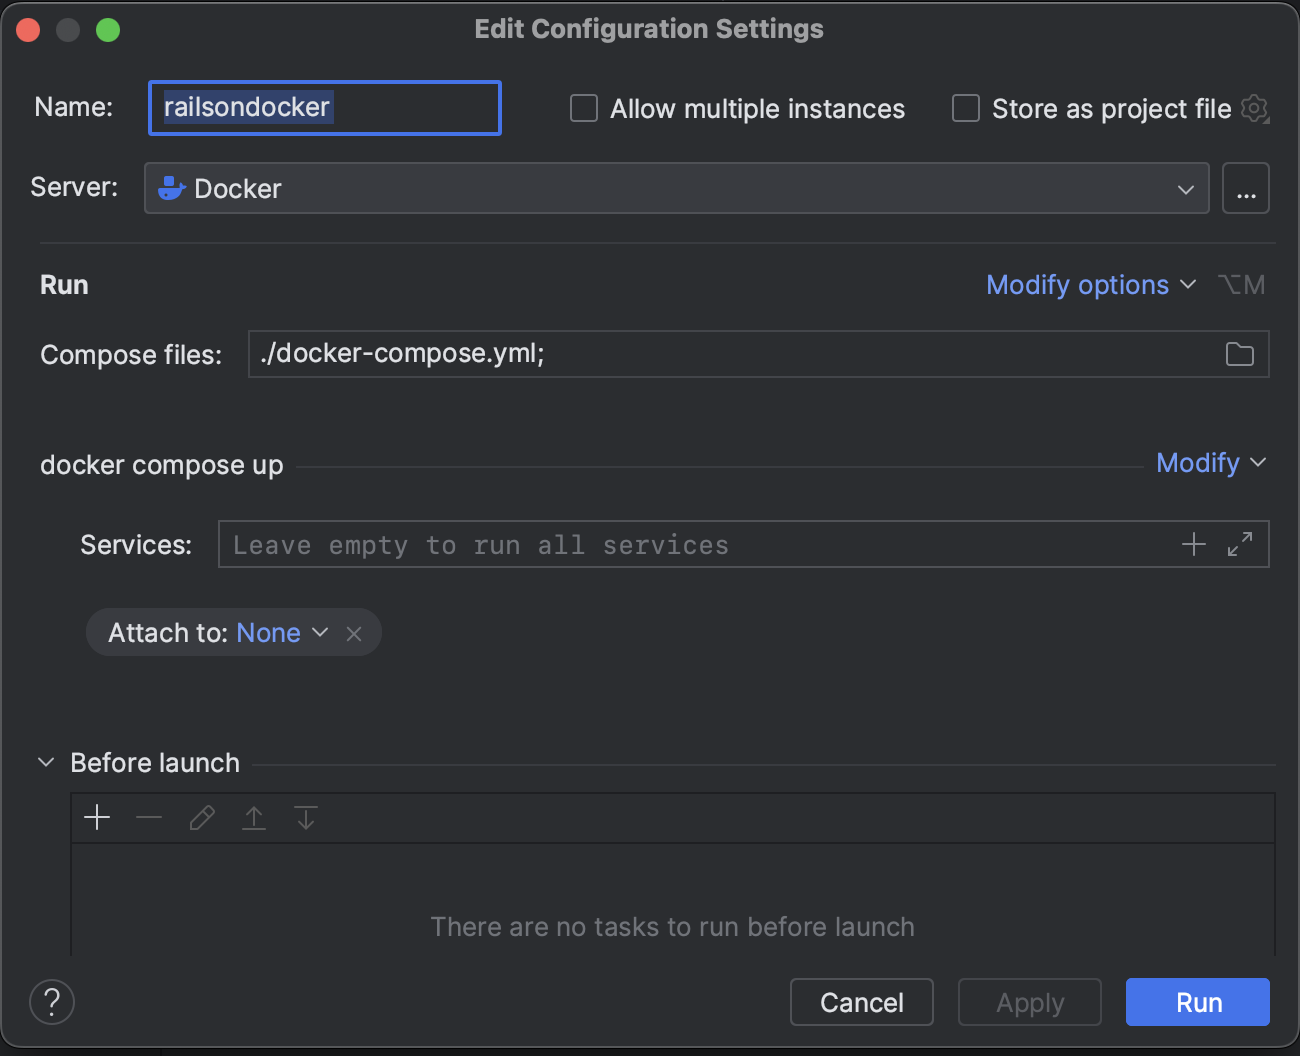 Edit Configuration Settings
Name: railsondocker Allow multiple instances Store as project file
Server: Docker ...
Run Modify options ⌥M
Compose files: ./docker-compose.yml;
docker compose up Modify
Services: Leave empty to run all services
Attach to: None
Before launch
There are no tasks to run before launch
? Cancel Apply Run